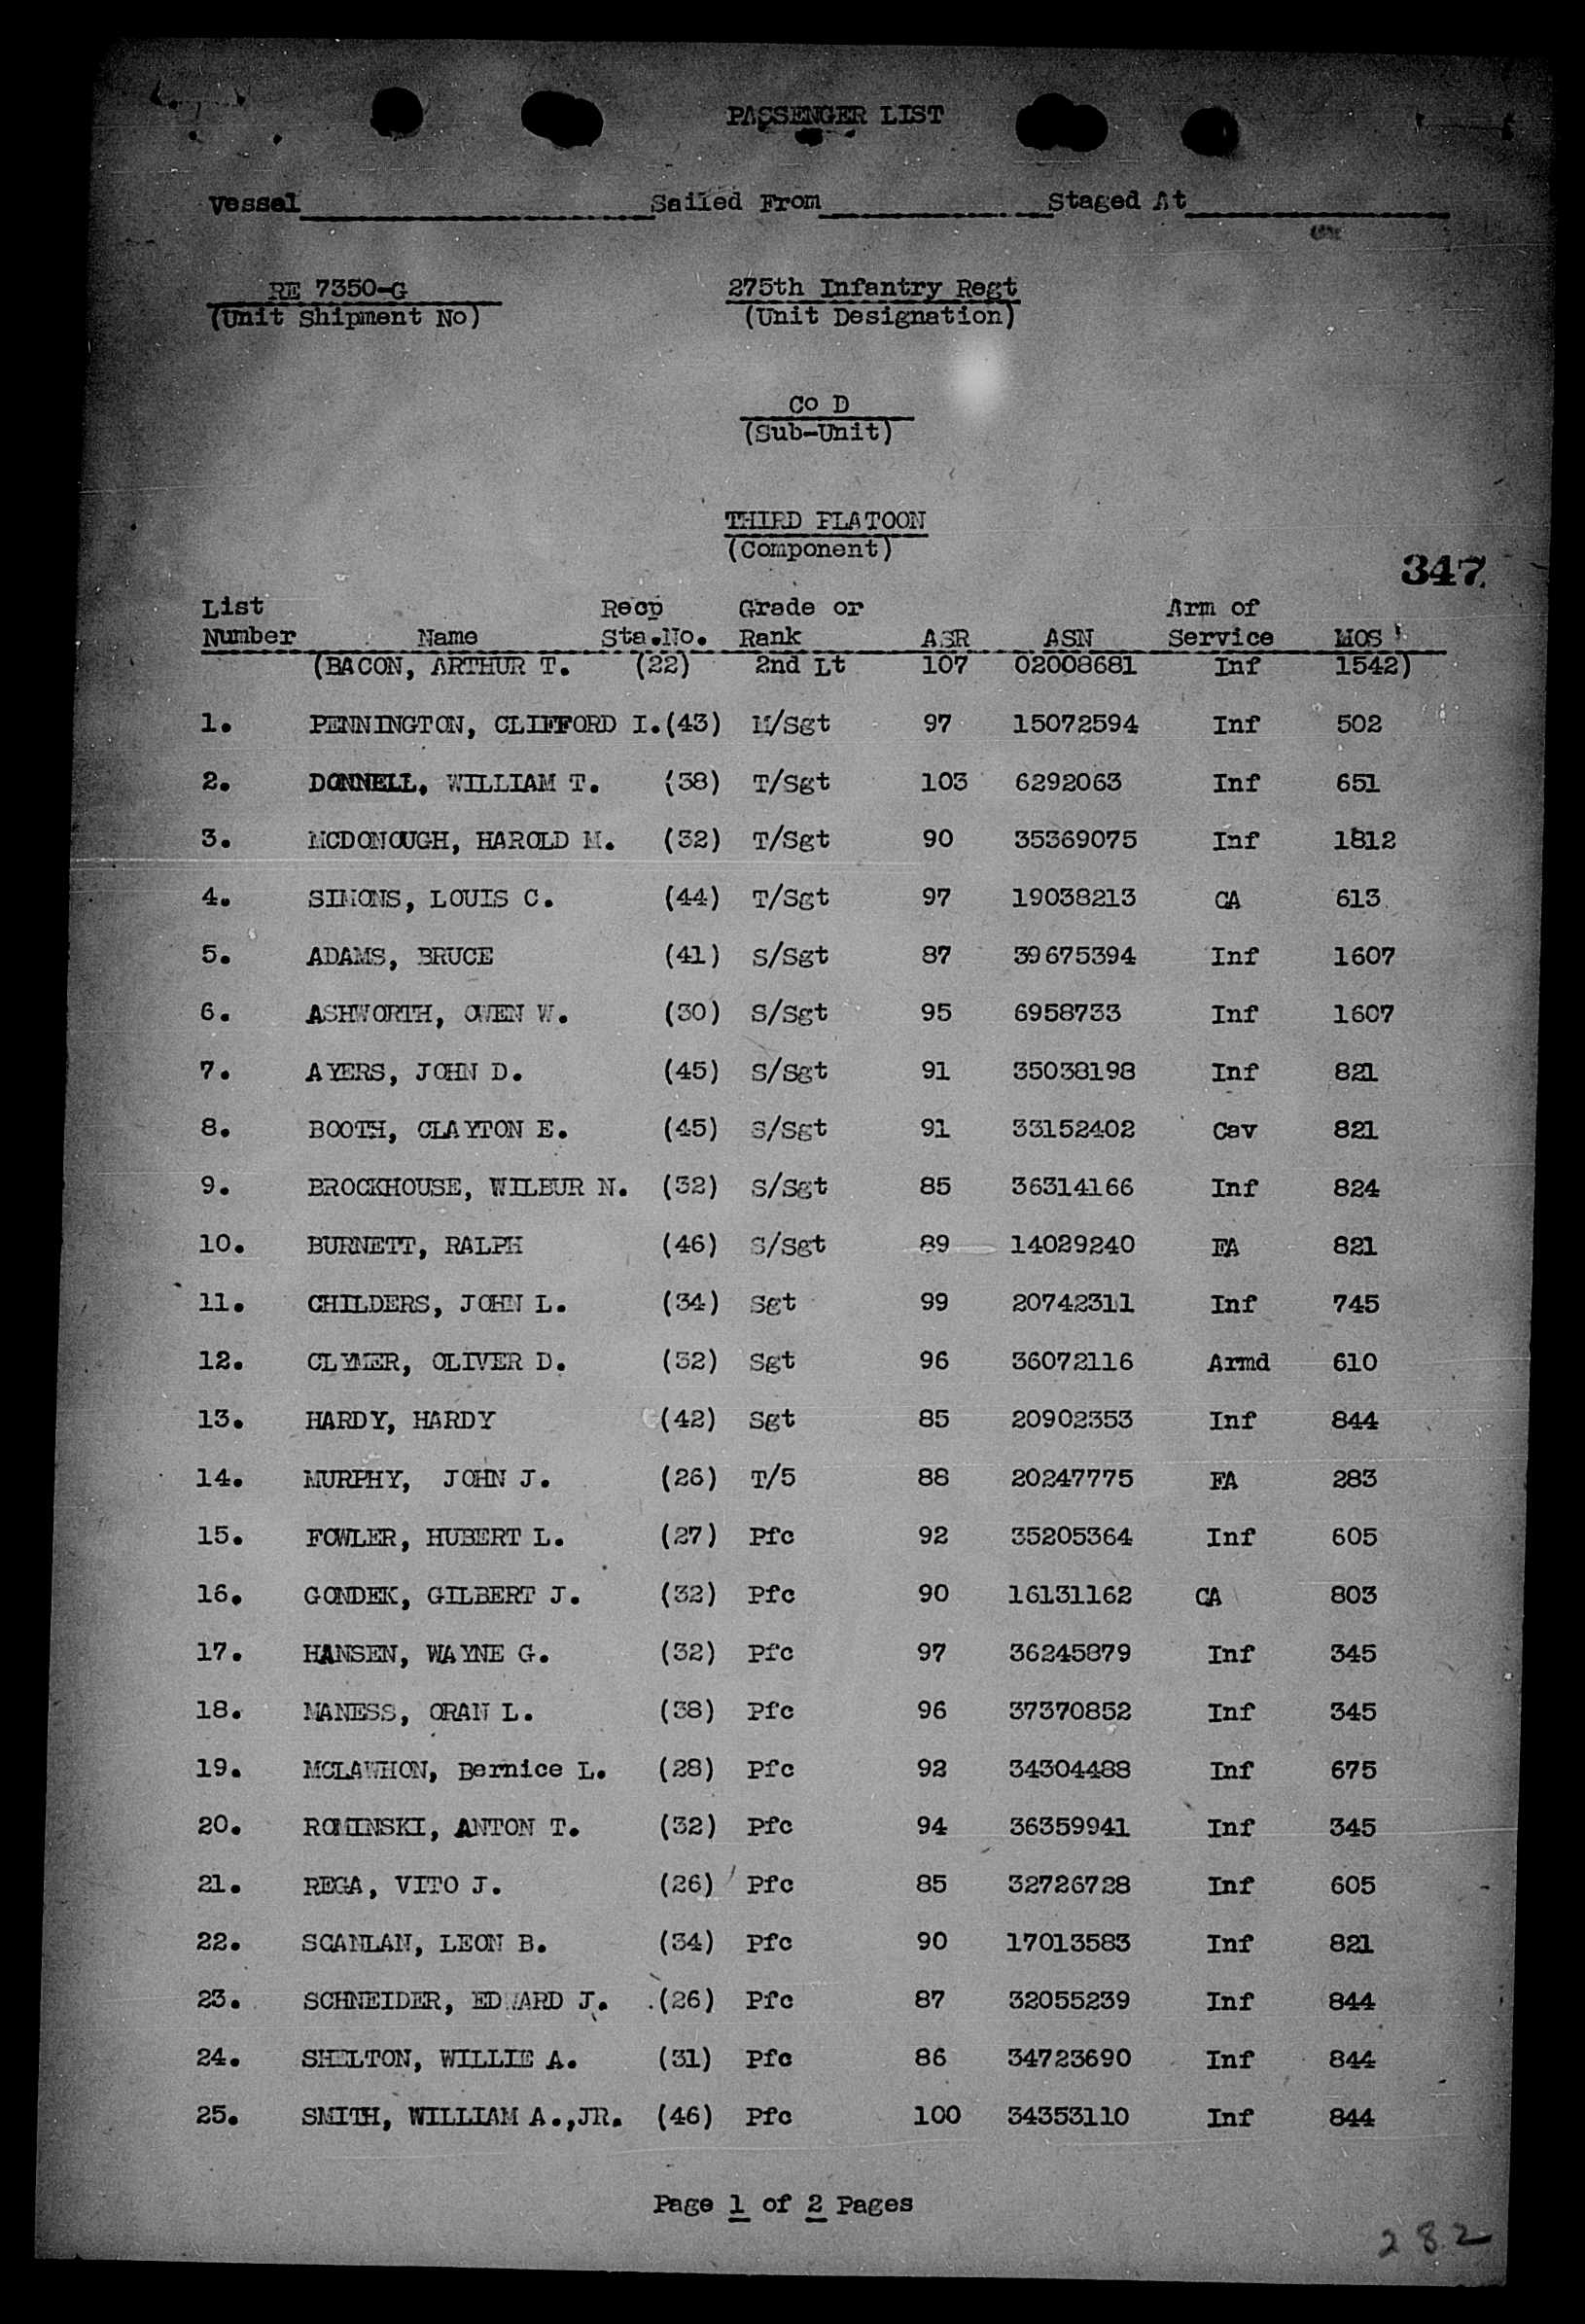 PASSENGER LIST
Vessel Sailed From Staged At
RE 7350-G 275th Infantry Regt
(Unit Shipment No) (Unit Designation)
Co D
(Sub-Unit)
THIRD PLATOON
(Component)
347
List Recp Grade or Arm of
Number Name Sta.No. Rank ASR ASN Service MOS
(BACON, ARTHUR T. (22) 2nd Lt 107 02008681 Inf 1542)
1. PENNINGTON, CLIFFORD I.(43) M/Sgt 97 15072594 Inf 502
2. DONNELL, WILLIAM T. (38) T/Sgt 103 6292063 Inf 651
3. MCDONOUGH, HAROLD M. (32) T/Sgt 90 35369075 Inf 1812
4. SIMONS, LOUIS C. (44) T/Sgt 97 19038213 CA 613
5. ADAMS, BRUCE (41) S/Sgt 87 39675394 Inf 1607
6. ASHWORTH, OWEN W. (30) S/Sgt 95 6958733 Inf 1607
7. AYERS, JOHN D. (45) S/Sgt 91 35038198 Inf 821
8. BOOTH, CLAYTON E. (45) S/Sgt 91 33152402 Cav 821
9. BROCKHOUSE, WILBUR N. (32) S/Sgt 85 36314166 Inf 824
10. BURNETT, RALPH (46) S/Sgt 89 14029240 FA 821
11. CHILDERS, JOHN L. (34) Sgt 99 20742311 Inf 745
12. CLYMER, OLIVER D. (32) Sgt 96 36072116 Armd 610
13. HARDY, HARDY (42) Sgt 85 20902353 Inf 844
14. MURPHY, JOHN J. (26) T/5 88 20247775 FA 283
15. FOWLER, HUBERT L. (27) Pfc 92 35205364 Inf 605
16. GONDEK, GILBERT J. (32) Pfc 90 16131162 CA 803
17. HANSEN, WAYNE G. (32) Pfc 97 36245879 Inf 345
18. MANESS, ORAN L. (38) Pfc 96 37370852 Inf 345
19. MCLAWHON, Bernice L. (28) Pfc 92 34304488 Inf 675
20. ROMINSKI, ANTON T. (32) Pfc 94 36359941 Inf 345
21. REGA, VITO J. (26) Pfc 85 32726728 Inf 605
22. SCANLAN, LEON B. (34) Pfc 90 17013583 Inf 821
23. SCHNEIDER, EDWARD J. (26) Pfc 87 32055239 Inf 844
24. SHELTON, WILLIE A. (31) Pfc 86 34723690 Inf 844
25. SMITH, WILLIAM A.,JR. (46) Pfc 100 34353110 Inf 844
Page 1 of 2 Pages
282